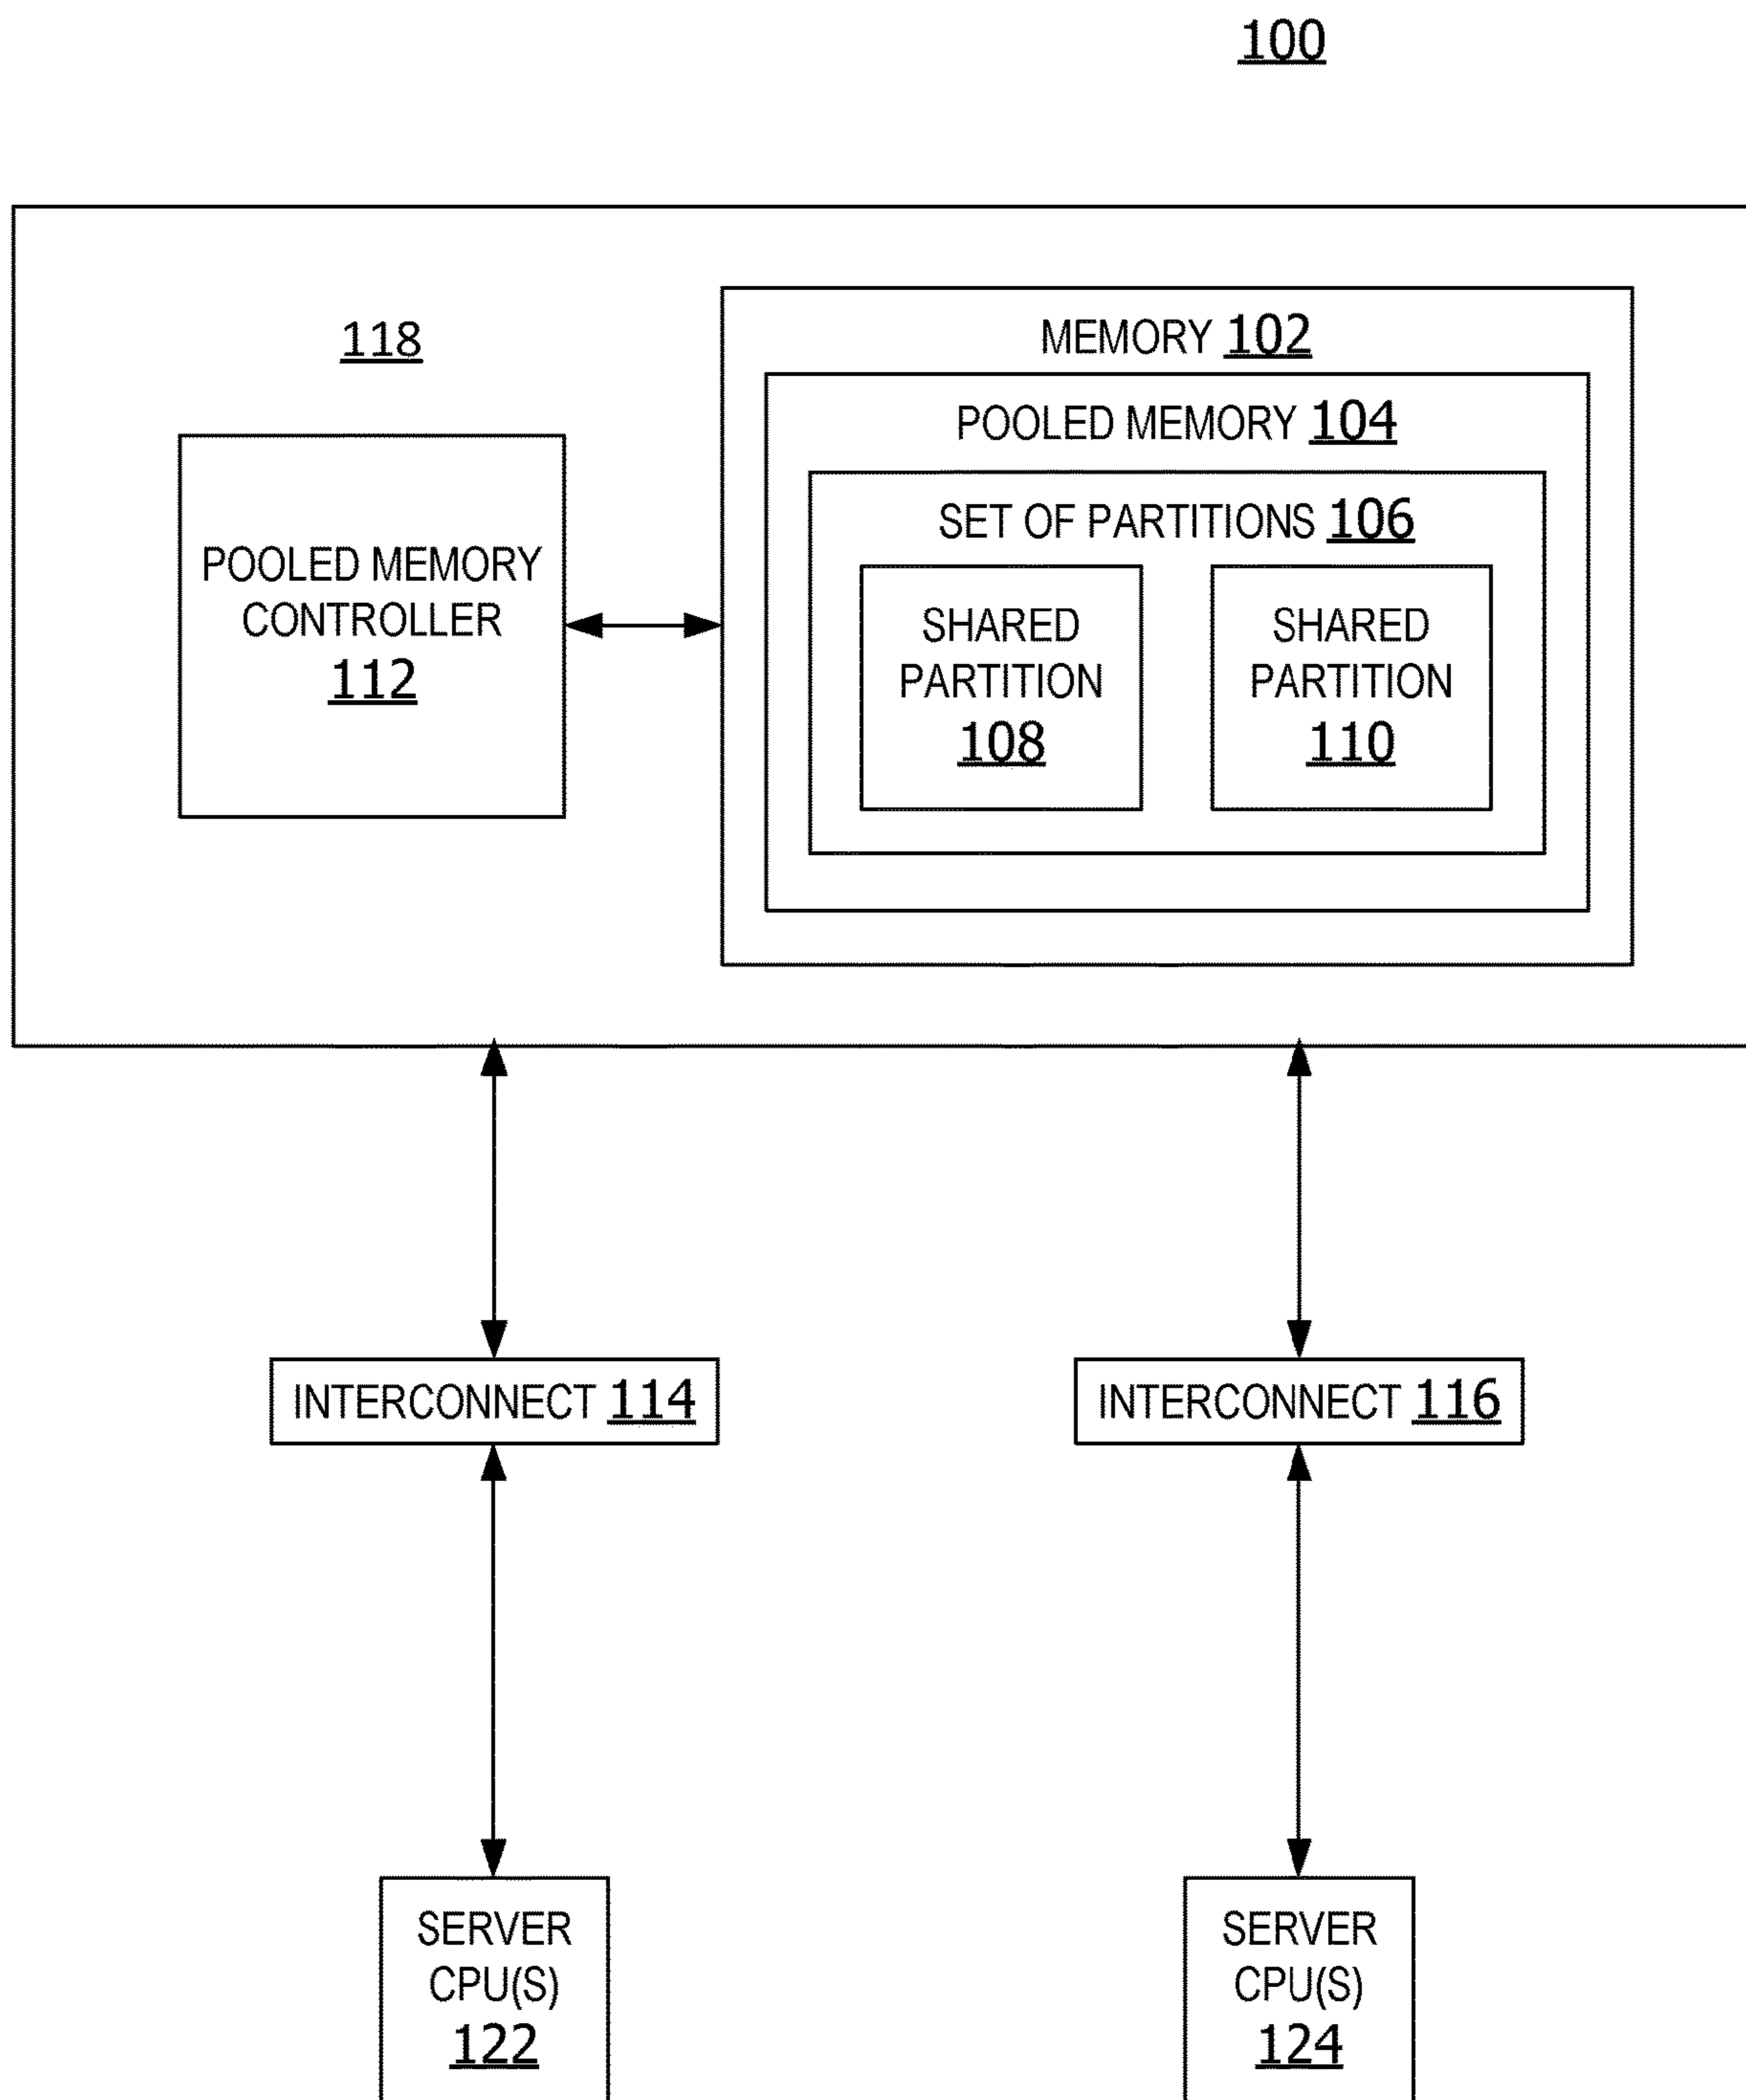 100
118
MEMORY 102
POOLED MEMORY 104
SET OF PARTITIONS 106
POOLED MEMORY
CONTROLLER
112
SHARED
PARTITION
108
SHARED
PARTITION
110
INTERCONNECT 114
INTERCONNECT 116
SERVER
CPU(S)
122
SERVER
CPU(S)
124